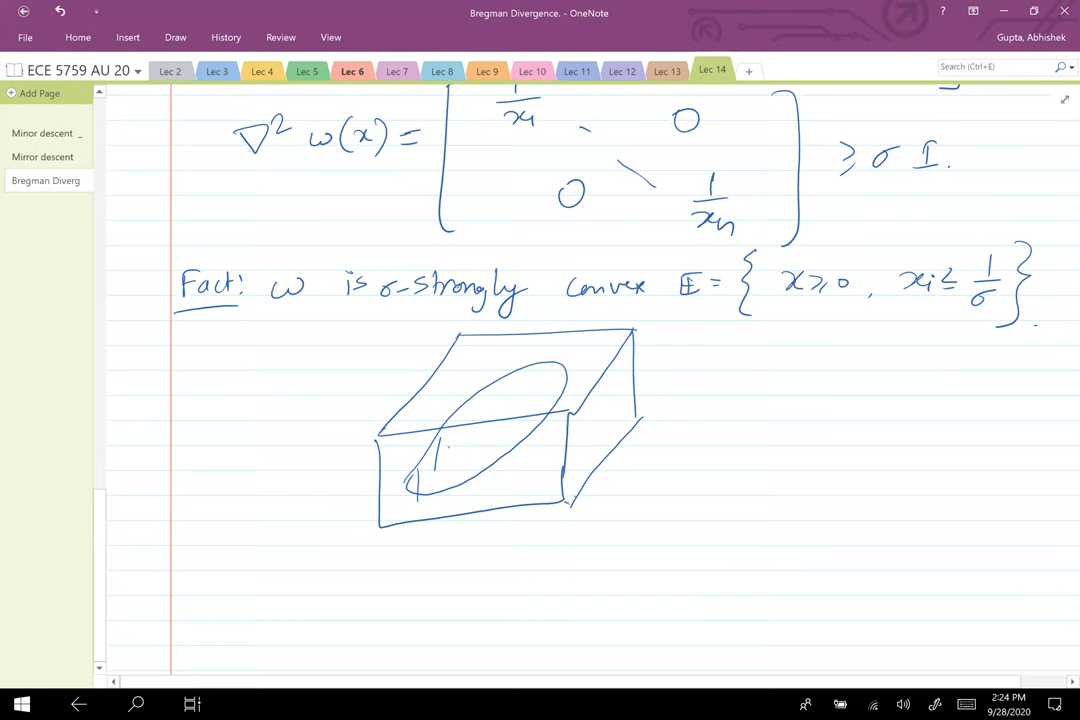 Bregman Divergence. - OneNote
File Home Insert Draw History Review View Gupta, Abhishek
ECE 5759 AU 20 Lec 2 Lec 3 Lec 4 Lec 5 Lec 6 Lec 7 Lec 8 Lec 9 Lec 10 Lec 11 Lec 12 Lec 13 Lec 14 Search (Ctrl+E)
Add Page
Minor descent
Mirror descent
Bregman Diverg
∇² ω(x) = [ 1/x₁ 0 0 1/xₙ ] ≥ σ I.
Fact: ω is σ-strongly convex E = { x ≥ 0, xᵢ ≤ 1/σ }.
2:24 PM
9/28/2020